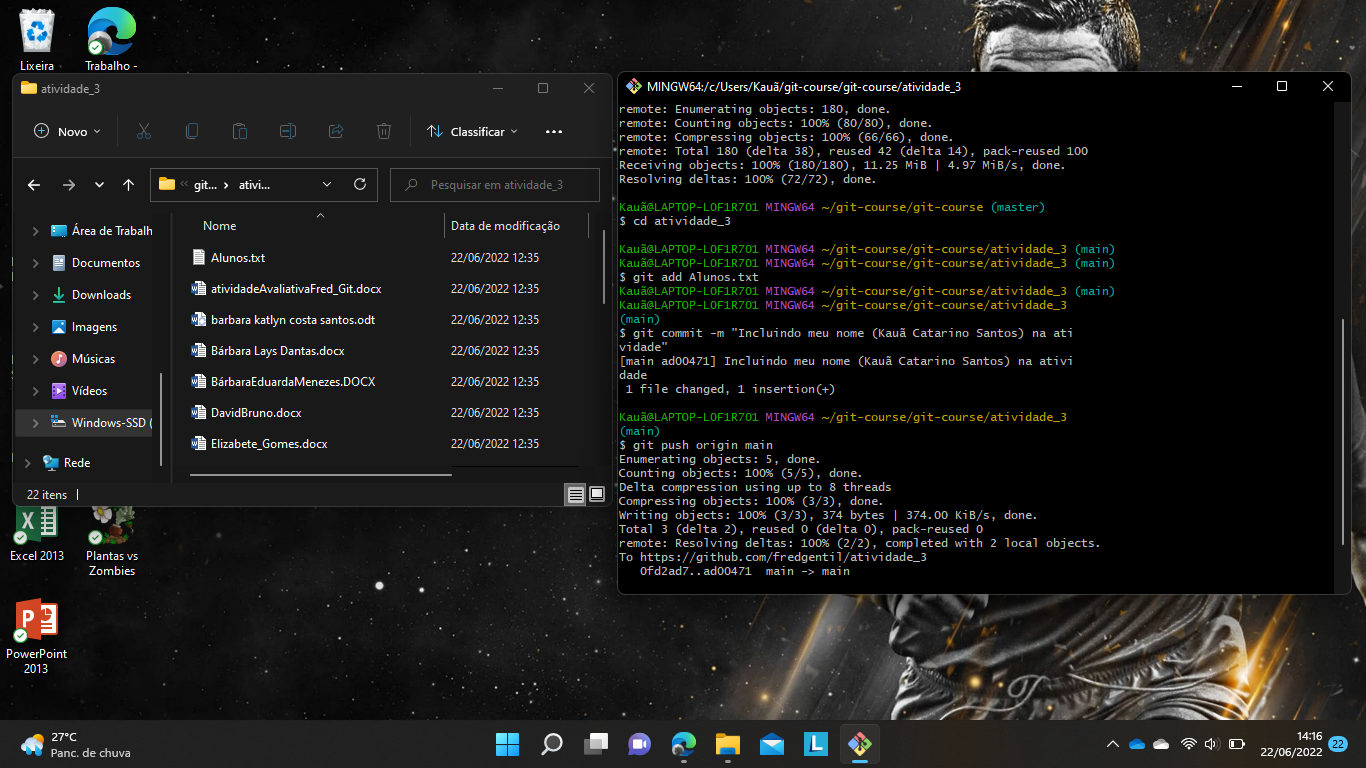 Lixeira
Trabalho -
atividade_3
Novo
Classificar
git...
ativi...
Pesquisar em atividade_3
Nome
Data de modificação
Área de Trabalh
Documentos
Downloads
Imagens
Músicas
Vídeos
Windows-SSD (
Rede
Alunos.txt 22/06/2022 12:35
atividadeAvaliativaFred_Git.docx 22/06/2022 12:35
barbara katlyn costa santos.odt 22/06/2022 12:35
Bárbara Lays Dantas.docx 22/06/2022 12:35
BárbaraEduardaMenezes.DOCX 22/06/2022 12:35
DavidBruno.docx 22/06/2022 12:35
Elizabete_Gomes.docx 22/06/2022 12:35
22 itens
Excel 2013
Plantas vs
Zombies
PowerPoint
2013
MINGW64:/c/Users/Kauã/git-course/git-course/atividade_3
remote: Enumerating objects: 180, done.
remote: Counting objects: 100% (80/80), done.
remote: Compressing objects: 100% (66/66), done.
remote: Total 180 (delta 38), reused 42 (delta 14), pack-reused 100
Receiving objects: 100% (180/180), 11.25 MiB | 4.97 MiB/s, done.
Resolving deltas: 100% (72/72), done.
Kauã@LAPTOP-LOF1R7O1 MINGW64 ~/git-course/git-course (master)
$ cd atividade_3
Kauã@LAPTOP-LOF1R7O1 MINGW64 ~/git-course/git-course/atividade_3 (main)
Kauã@LAPTOP-LOF1R7O1 MINGW64 ~/git-course/git-course/atividade_3 (main)
$ git add Alunos.txt
Kauã@LAPTOP-LOF1R7O1 MINGW64 ~/git-course/git-course/atividade_3 (main)
Kauã@LAPTOP-LOF1R7O1 MINGW64 ~/git-course/git-course/atividade_3
(main)
$ git commit -m "Incluindo meu nome (Kauã Catarino Santos) na ati
vidade"
[main ad00471] Incluindo meu nome (Kauã Catarino Santos) na ativi
dade
1 file changed, 1 insertion(+)
Kauã@LAPTOP-LOF1R7O1 MINGW64 ~/git-course/git-course/atividade_3
(main)
$ git push origin main
Enumerating objects: 5, done.
Counting objects: 100% (5/5), done.
Delta compression using up to 8 threads
Compressing objects: 100% (3/3), done.
Writing objects: 100% (3/3), 374 bytes | 374.00 KiB/s, done.
Total 3 (delta 2), reused 0 (delta 0), pack-reused 0
remote: Resolving deltas: 100% (2/2), completed with 2 local objects.
To https://github.com/fredgentil/atividade_3
0fd2ad7..ad00471 main -> main
27°C
Panc. de chuva
L
14:16
22/06/2022
22